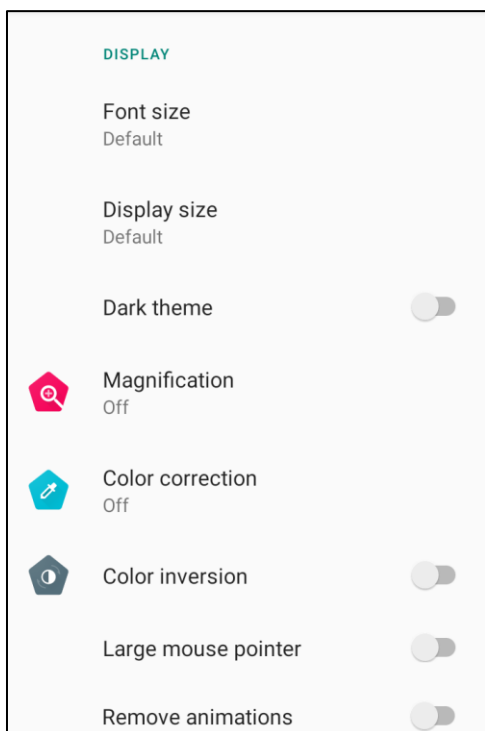 DISPLAY
Font size
Default
Display size
Default
Dark theme
Magnification
Off
Color correction
Off
Color inversion
Large mouse pointer
Remove animations